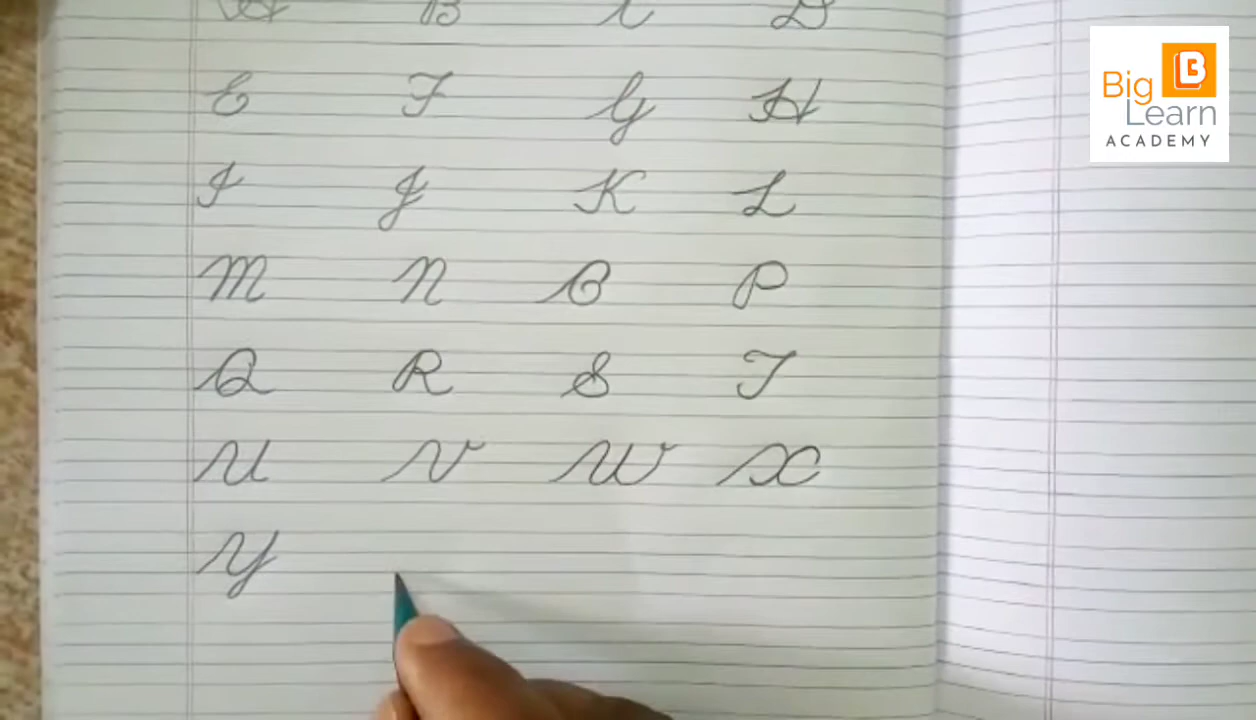 A B C D
E F G H
I J K L
M N O P
Q R S T
U V W X
Y
B
Big
Learn
ACADEMY